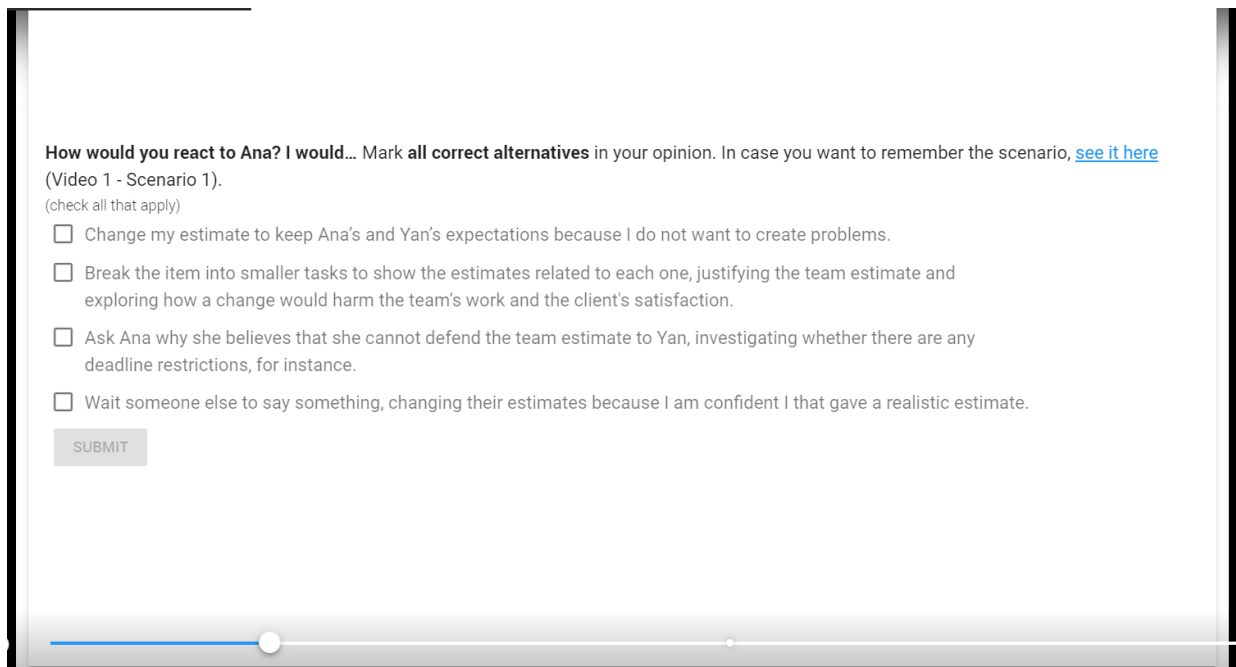 How would you react to Ana? I would... Mark all correct alternatives in your opinion. In case you want to remember the scenario, see it here
(Video 1 - Scenario 1).
(check all that apply)
Change my estimate to keep Ana's and Yan's expectations because I do not want to create problems.
Break the item into smaller tasks to show the estimates related to each one, justifying the team estimate and
exploring how a change would harm the team's work and the client's satisfaction.
Ask Ana why she believes that she cannot defend the team estimate to Yan, investigating whether there are any
deadline restrictions, for instance.
Wait someone else to say something, changing their estimates because I am confident I that gave a realistic estimate.
SUBMIT